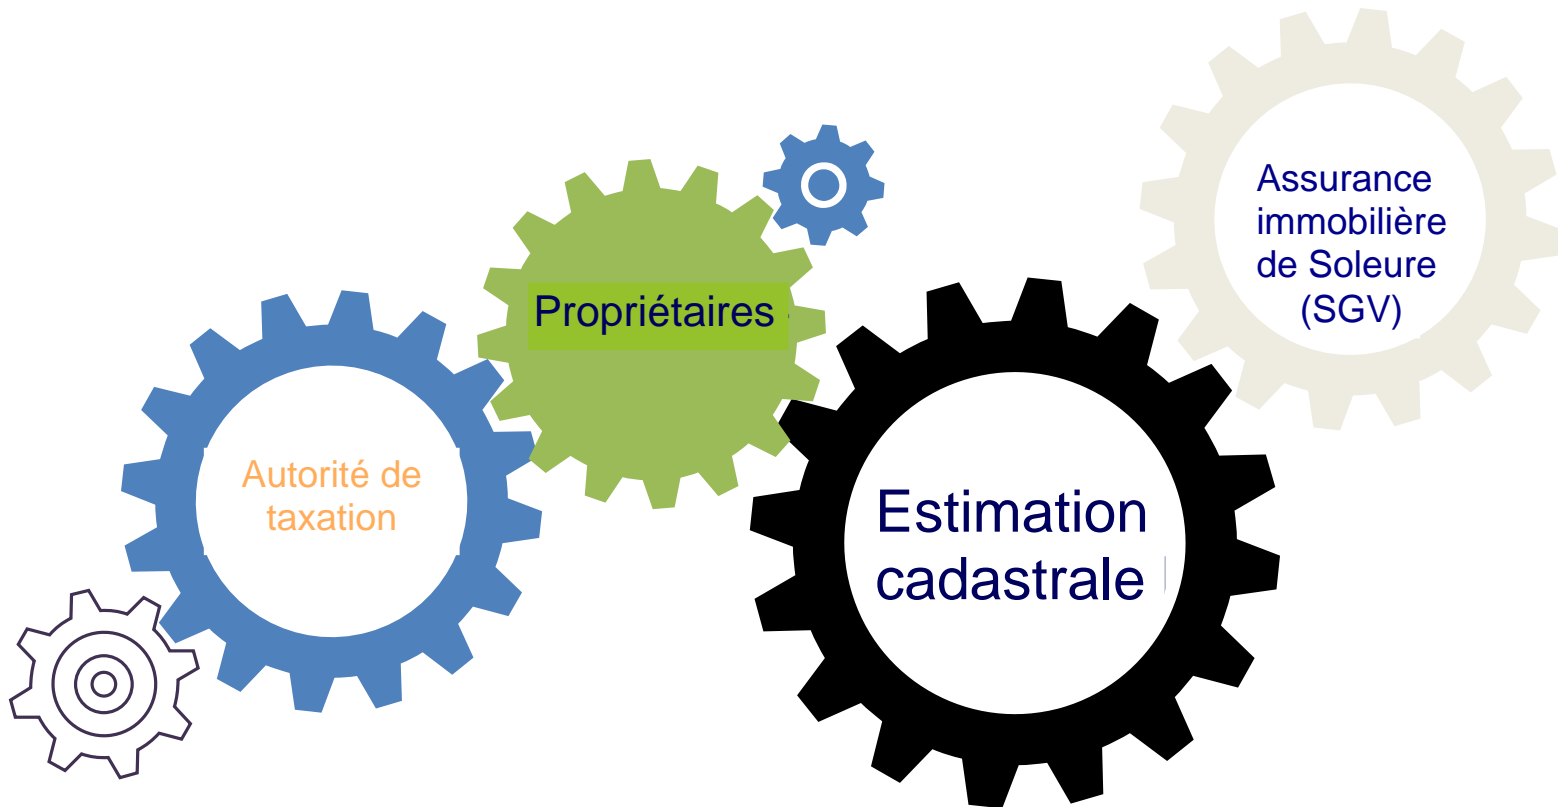 Autorité de
taxation
Propriétaires
Estimation
cadastrale
Assurance
immobilière
de Soleure
(SGV)